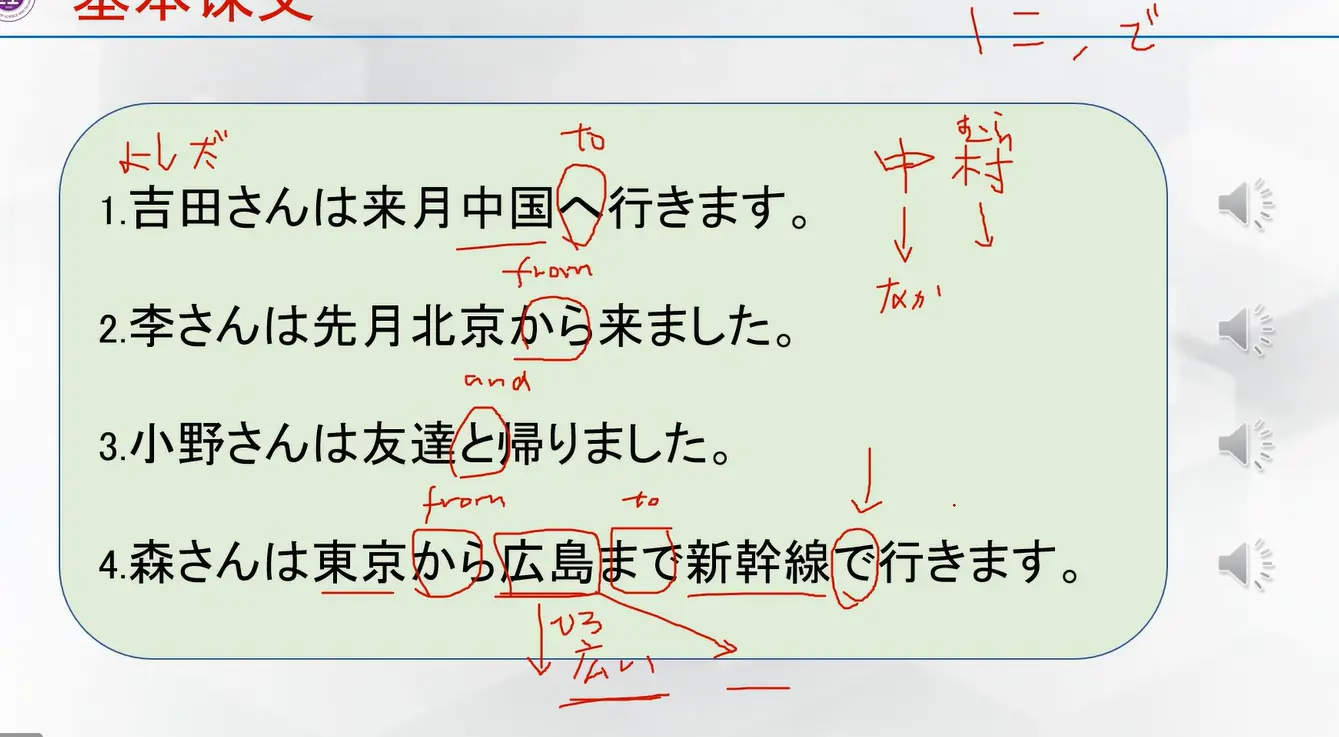 基本课文
1.吉田さんは来月中国へ行きます。
2.李さんは先月北京から来ました。
3.小野さんは友達と帰りました。
4.森さんは東京から広島まで新幹線で行きます。
よしだ
to
from
and
from
to
ひろ
広い
むら
中村
なか
に, で